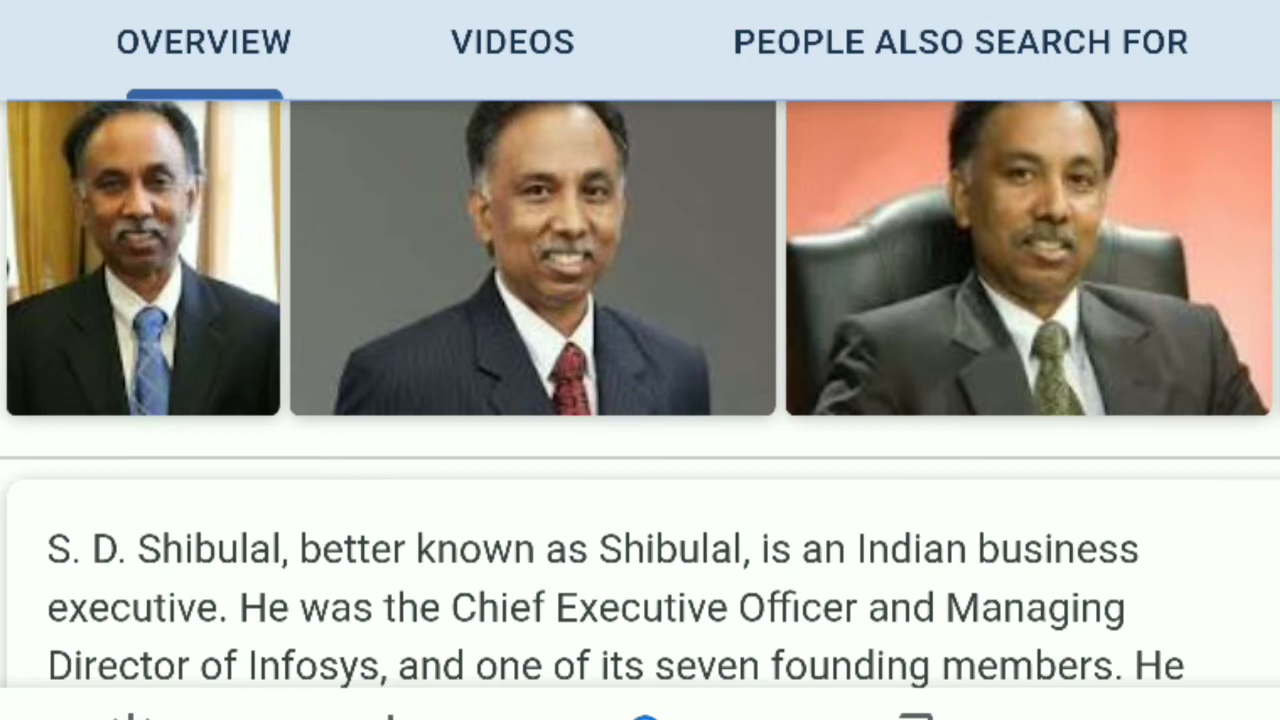 OVERVIEW VIDEOS PEOPLE ALSO SEARCH FOR
S. D. Shibulal, better known as Shibulal, is an Indian business
executive. He was the Chief Executive Officer and Managing
Director of Infosys, and one of its seven founding members. He